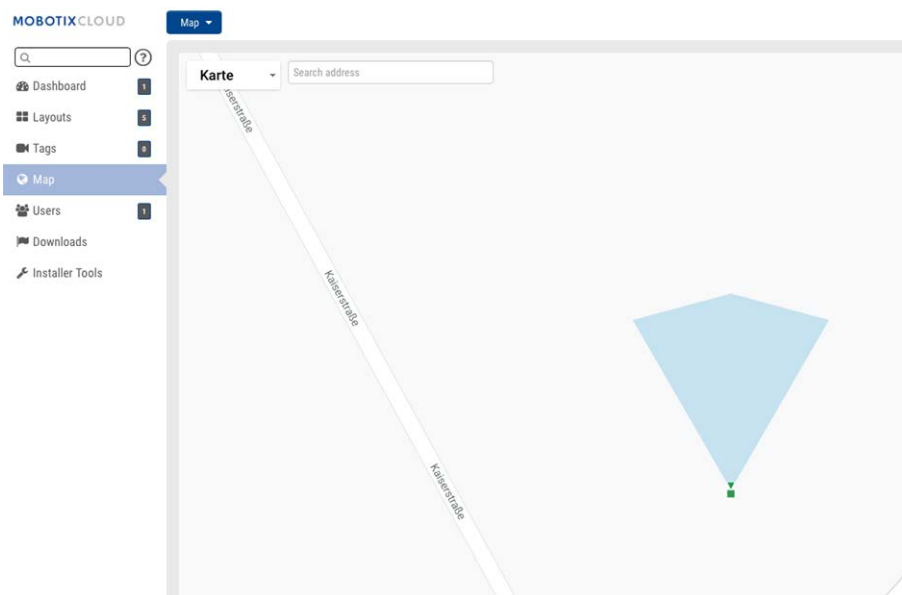 MOBOTIXCLOUD
Map
Dashboard 1
Layouts 5
Tags 0
Map
Users 1
Downloads
Installer Tools
?
Karte
Search address
serstraße
Kaiserstraße
Kaiserstraße